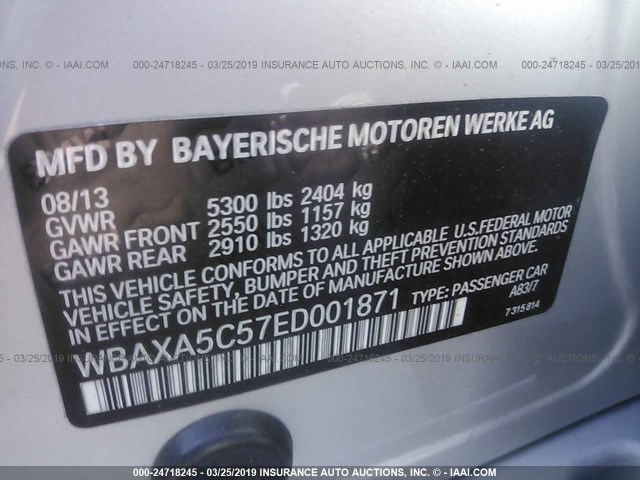 000-24718245 - 03/25/2019 INSURANCE AUTO AUCTIONS, INC. © - IAAI.COM
MFD BY BAYERISCHE MOTOREN WERKE AG
08/13
GVWR 5300 lbs 2404 kg
GAWR FRONT 2550 lbs 1157 kg
GAWR REAR 2910 lbs 1320 kg
THIS VEHICLE CONFORMS TO ALL APPLICABLE U.S.FEDERAL MOTOR
VEHICLE SAFETY, BUMPER AND THEFT PREVENTION STANDARDS
IN EFFECT ON THE DATE OF MANUFACTURE SHOWN ABOVE.
WBAXA5C57ED001871 TYPE: PASSENGER CAR
A83/7
7315814
000-24718245 - 03/25/2019 INSURANCE AUTO AUCTIONS, INC. © - IAAI.COM